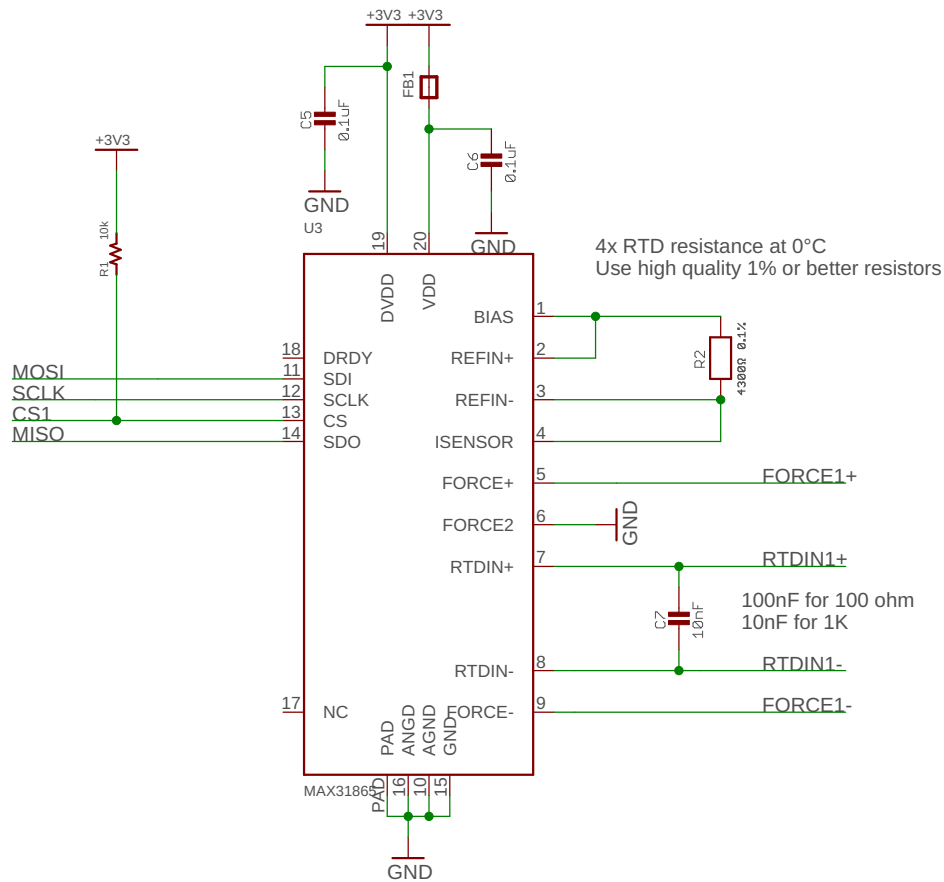 +3V3 +3V3
FB1
C5
0.1uF
C6
0.1uF
+3V3
GND
GND
U3
10k
R1
19
20
4x RTD resistance at 0°C
Use high quality 1% or better resistors
DVDD
VDD
BIAS
1
REFIN+
2
R2
4300Ω 0.1%
18
DRDY
MOSI
11
SDI
SCLK
12
SCLK
REFIN-
3
CS1
13
CS
MISO
14
SDO
ISENSOR
4
FORCE+
5
FORCE1+
FORCE2
6
GND
RTDIN+
7
RTDIN1+
C7
10nF
100nF for 100 ohm
10nF for 1K
RTDIN-
8
RTDIN1-
17
NC
FORCE-
9
FORCE1-
PAD
ANGD
AGND
GND
MAX31865
PAD
16
10
15
GND